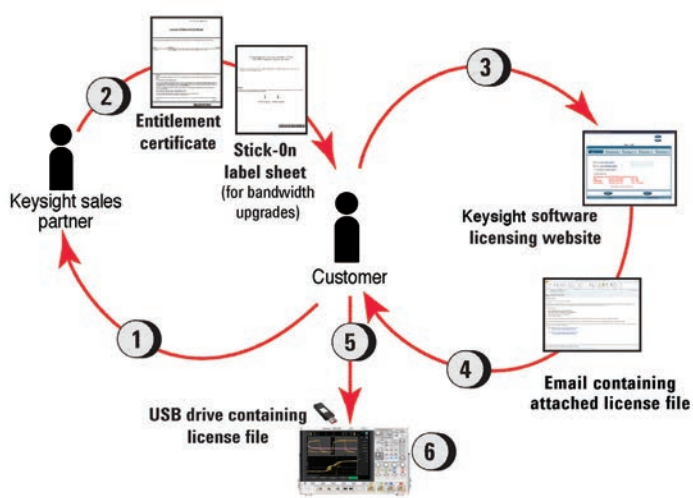 2
3
Entitlement
certificate
Stick-On
label sheet
(for bandwidth
upgrades)
Keysight sales
partner
Keysight software
licensing website
Customer
1
5
4
Email containing
attached license file
USB drive containing
license file
6